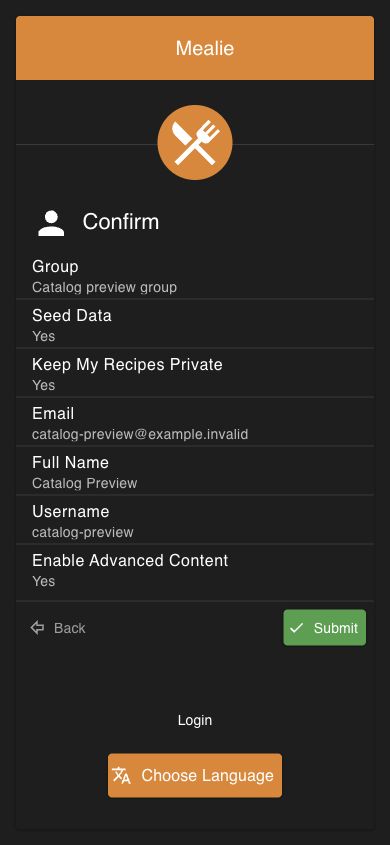 Mealie
Confirm
Group
Catalog preview group
Seed Data
Yes
Keep My Recipes Private
Yes
Email
catalog-preview@example.invalid
Full Name
Catalog Preview
Username
catalog-preview
Enable Advanced Content
Yes
Back
Submit
Login
Choose Language